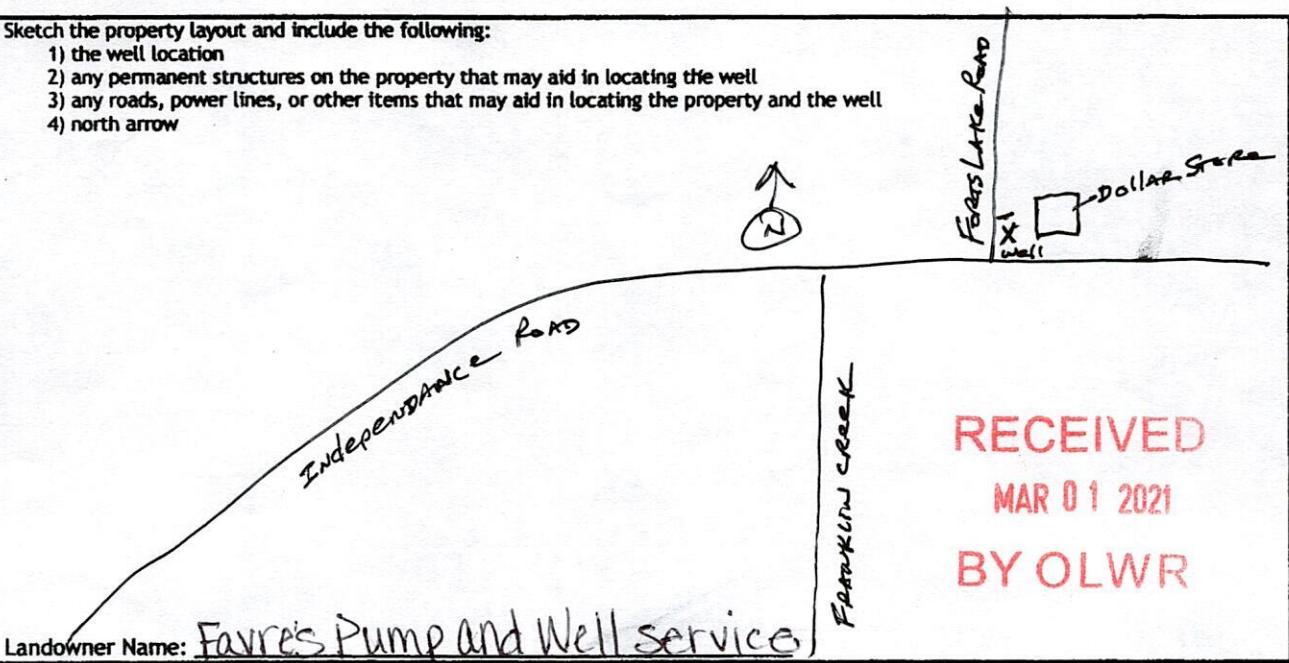 Sketch the property layout and include the following:
1) the well location
2) any permanent structures on the property that may aid in locating the well
3) any roads, power lines, or other items that may aid in locating the property and the well
4) north arrow
FORTS LAKE ROAD
Dollar Store
N
X
well
Independance Road
FRANKLIN CREEK
RECEIVED
MAR 01 2021
BY OLWR
Landowner Name: Favre's Pump and Well service